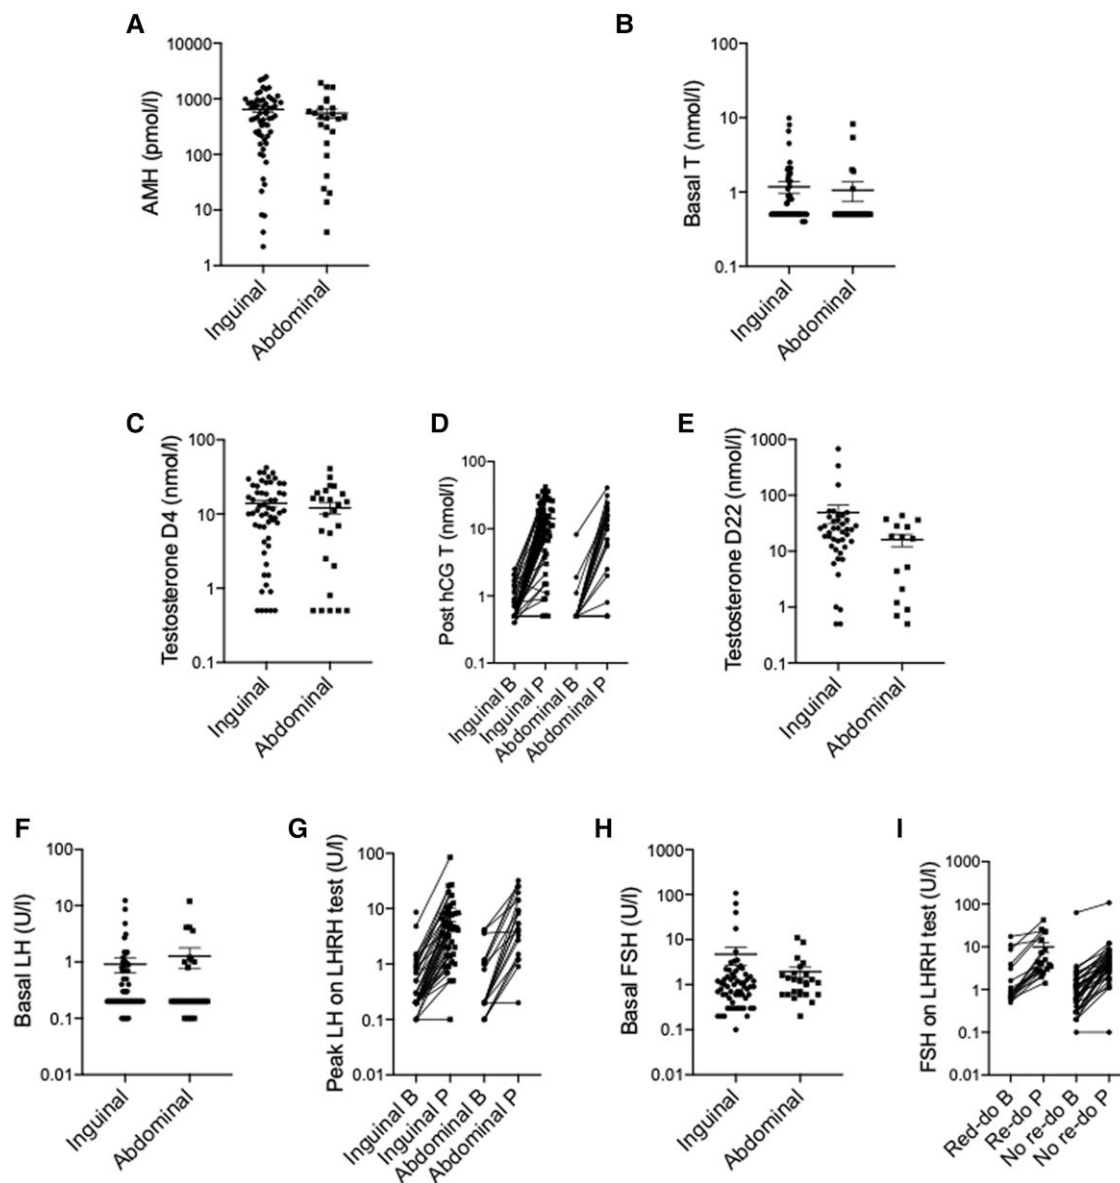 A
AMH (pmol/l)
10000
1000
100
10
1
Inguinal
Abdominal
B
Basal T (nmol/l)
100
10
1
0.1
Inguinal
Abdominal
C
Testosterone D4 (nmol/l)
100
10
1
0.1
Inguinal
Abdominal
D
Post hCG T (nmol/l)
100
10
1
0.1
Inguinal B
Inguinal P
Abdominal B
Abdominal P
E
Testosterone D22 (nmol/l)
1000
100
10
1
0.1
Inguinal
Abdominal
F
Basal LH (U/l)
100
10
1
0.1
0.01
Inguinal
Abdominal
G
Peak LH on LHRH test (U/l)
100
10
1
0.1
0.01
Inguinal B
Inguinal P
Abdominal B
Abdominal P
H
Basal FSH (U/l)
1000
100
10
1
0.1
0.01
Inguinal
Abdominal
I
FSH on LHRH test (U/l)
1000
100
10
1
0.1
0.01
Red-do B
Re-do P
No re-do B
No re-do P